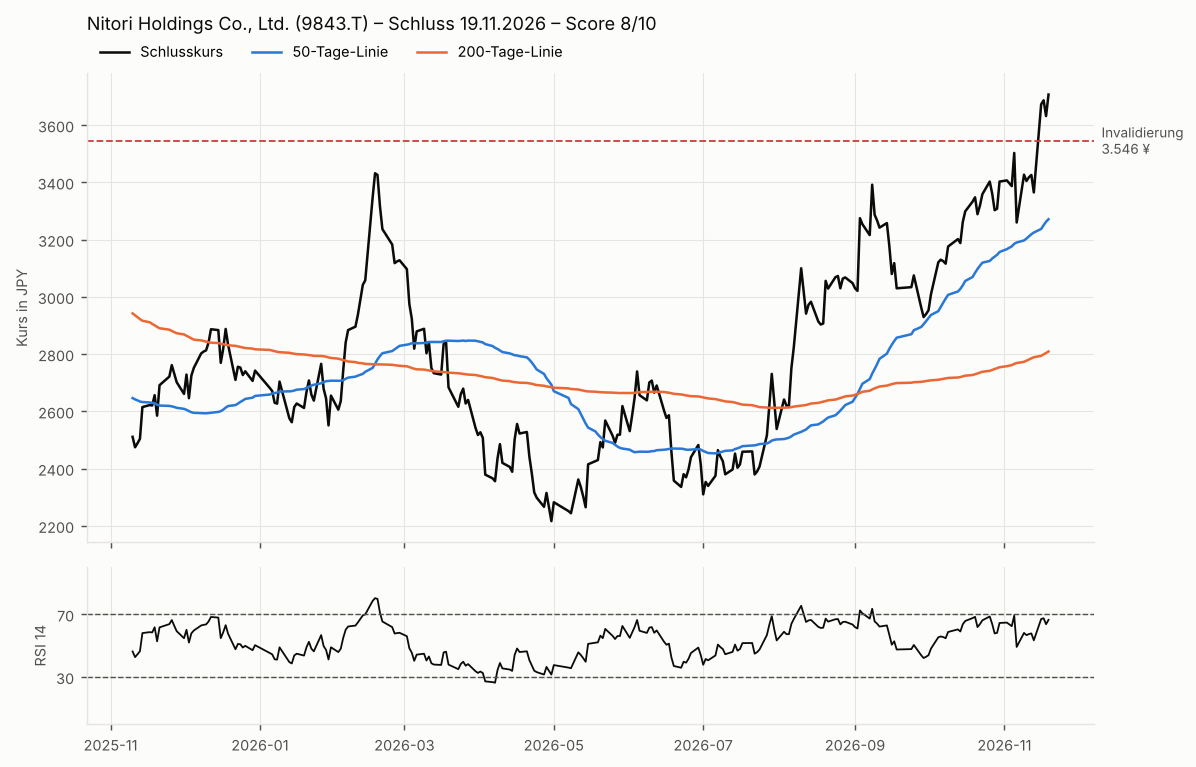 Nitori Holdings Co., Ltd. (9843.T) – Schluss 19.11.2026 – Score 8/10
Schlusskurs 50-Tage-Linie 200-Tage-Linie
Kurs in JPY
3600
3400
3200
3000
2800
2600
2400
2200
Invalidierung
3.546 ¥
RSI 14
70
30
2025-11 2026-01 2026-03 2026-05 2026-07 2026-09 2026-11